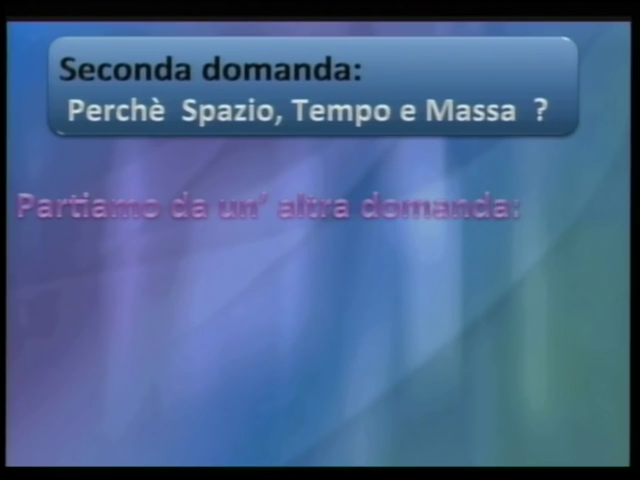 Seconda domanda:
Perchè Spazio, Tempo e Massa ?
Partiamo da un' altra domanda: